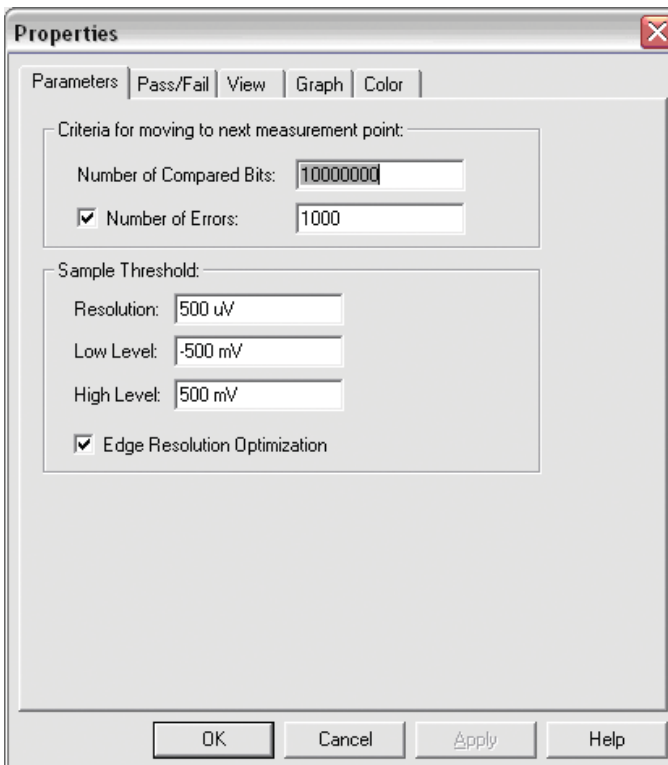 Properties
Parameters Pass/Fail View Graph Color
Criteria for moving to next measurement point:
Number of Compared Bits: 10000000
Number of Errors: 1000
Sample Threshold:
Resolution: 500 uV
Low Level: -500 mV
High Level: 500 mV
Edge Resolution Optimization
OK Cancel Apply Help